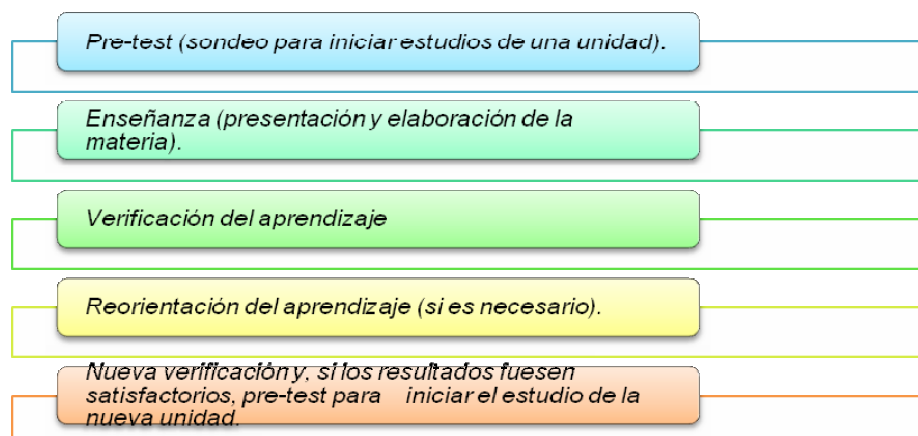 Pre-test (sondeo para iniciar estudios de una unidad).
Enseñanza (presentación y elaboración de la
materia).
Verificación del aprendizaje
Reorientación del aprendizaje (si es necesario).
Nueva verificación y, si los resultados fuesen
satisfactorios, pre-test para iniciar el estudio de la
nueva unidad.